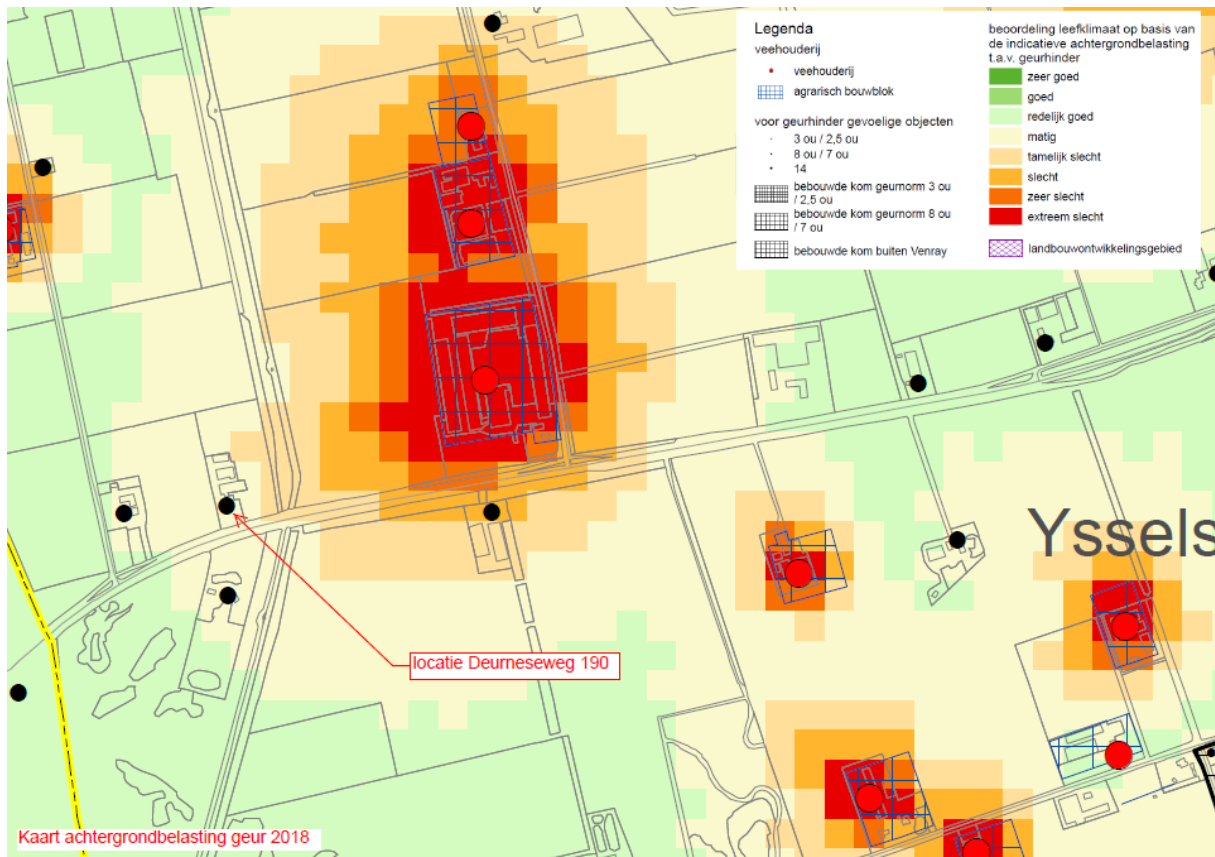 Legenda
veehouderij
veehouderij
agrarisch bouwblok
voor geurhinder gevoelige objecten
3 ou / 2,5 ou
8 ou / 7 ou
14
bebouwde kom geurnorm 3 ou
/ 2,5 ou
bebouwde kom geurnorm 8 ou
/ 7 ou
bebouwde kom buiten Venray
beoordeling leefklimaat op basis van
de indicatieve achtergrondbelasting
t.a.v. geurhinder
zeer goed
goed
redelijk goed
matig
tamelijk slecht
slecht
zeer slecht
extreem slecht
landbouwontwikkelingsgebied
Yssels
locatie Deurneseweg 190
Kaart achtergrondbelasting geur 2018